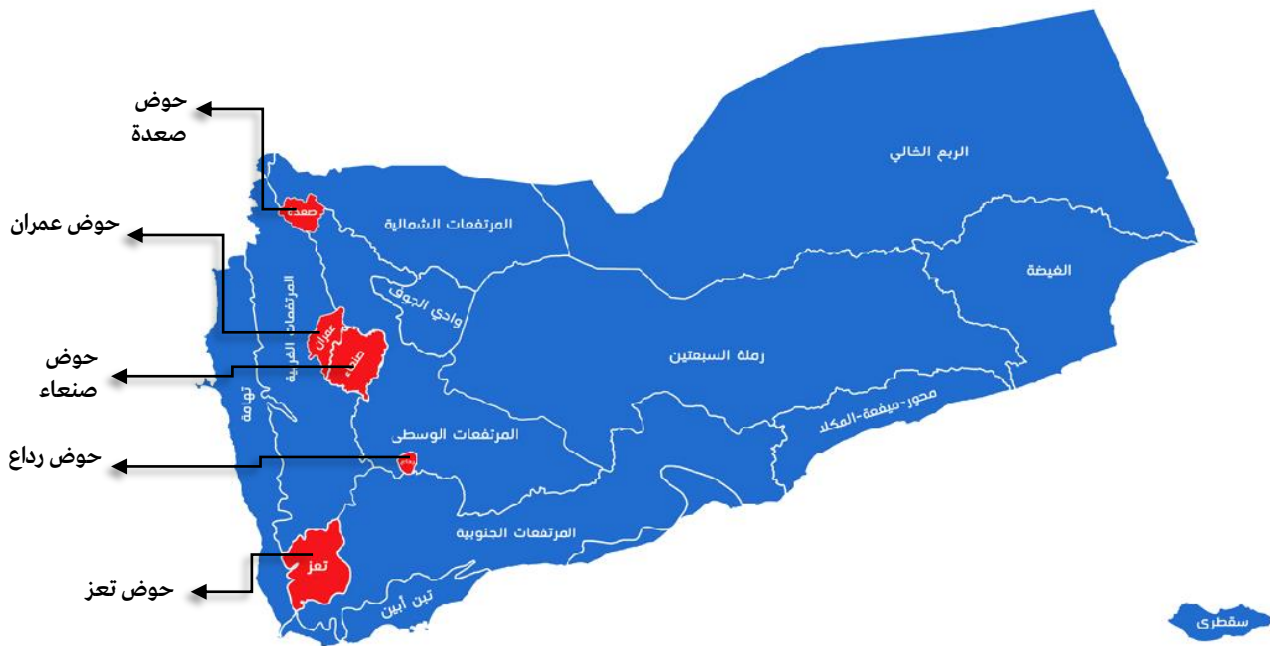 حوض
صعدة
حوض عمران
حوض
صنعاء
حوض رداع
حوض تعز
الربع الخالي
صعدة
المرتفعات الشمالية
الغيضة
المرتفعات الغربية
وادي الجوف
عمران
صنعاء
رملة السبعتين
تهامة
محور-ميفعة-المكلا
المرتفعات الوسطى
المرتفعات الجنوبية
تعز
تبن أبين
سقطرى